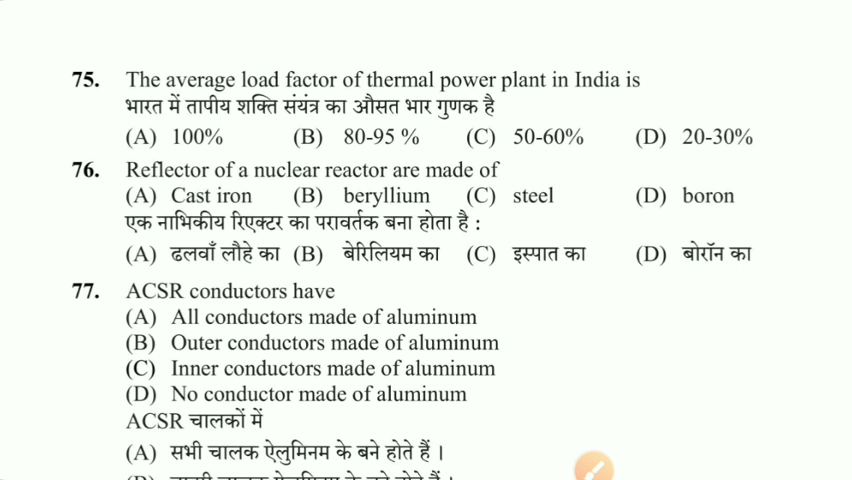 75. The average load factor of thermal power plant in India is
भारत में तापीय शक्ति संयंत्र का औसत भार गुणक है
(A) 100% (B) 80-95 % (C) 50-60% (D) 20-30%
76. Reflector of a nuclear reactor are made of
(A) Cast iron (B) beryllium (C) steel (D) boron
एक नाभिकीय रिएक्टर का परावर्तक बना होता है :
(A) ढलवाँ लौहे का (B) बेरिलियम का (C) इस्पात का (D) बोरॉन का
77. ACSR conductors have
(A) All conductors made of aluminum
(B) Outer conductors made of aluminum
(C) Inner conductors made of aluminum
(D) No conductor made of aluminum
ACSR चालकों में
(A) सभी चालक ऐलुमिनम के बने होते हैं ।